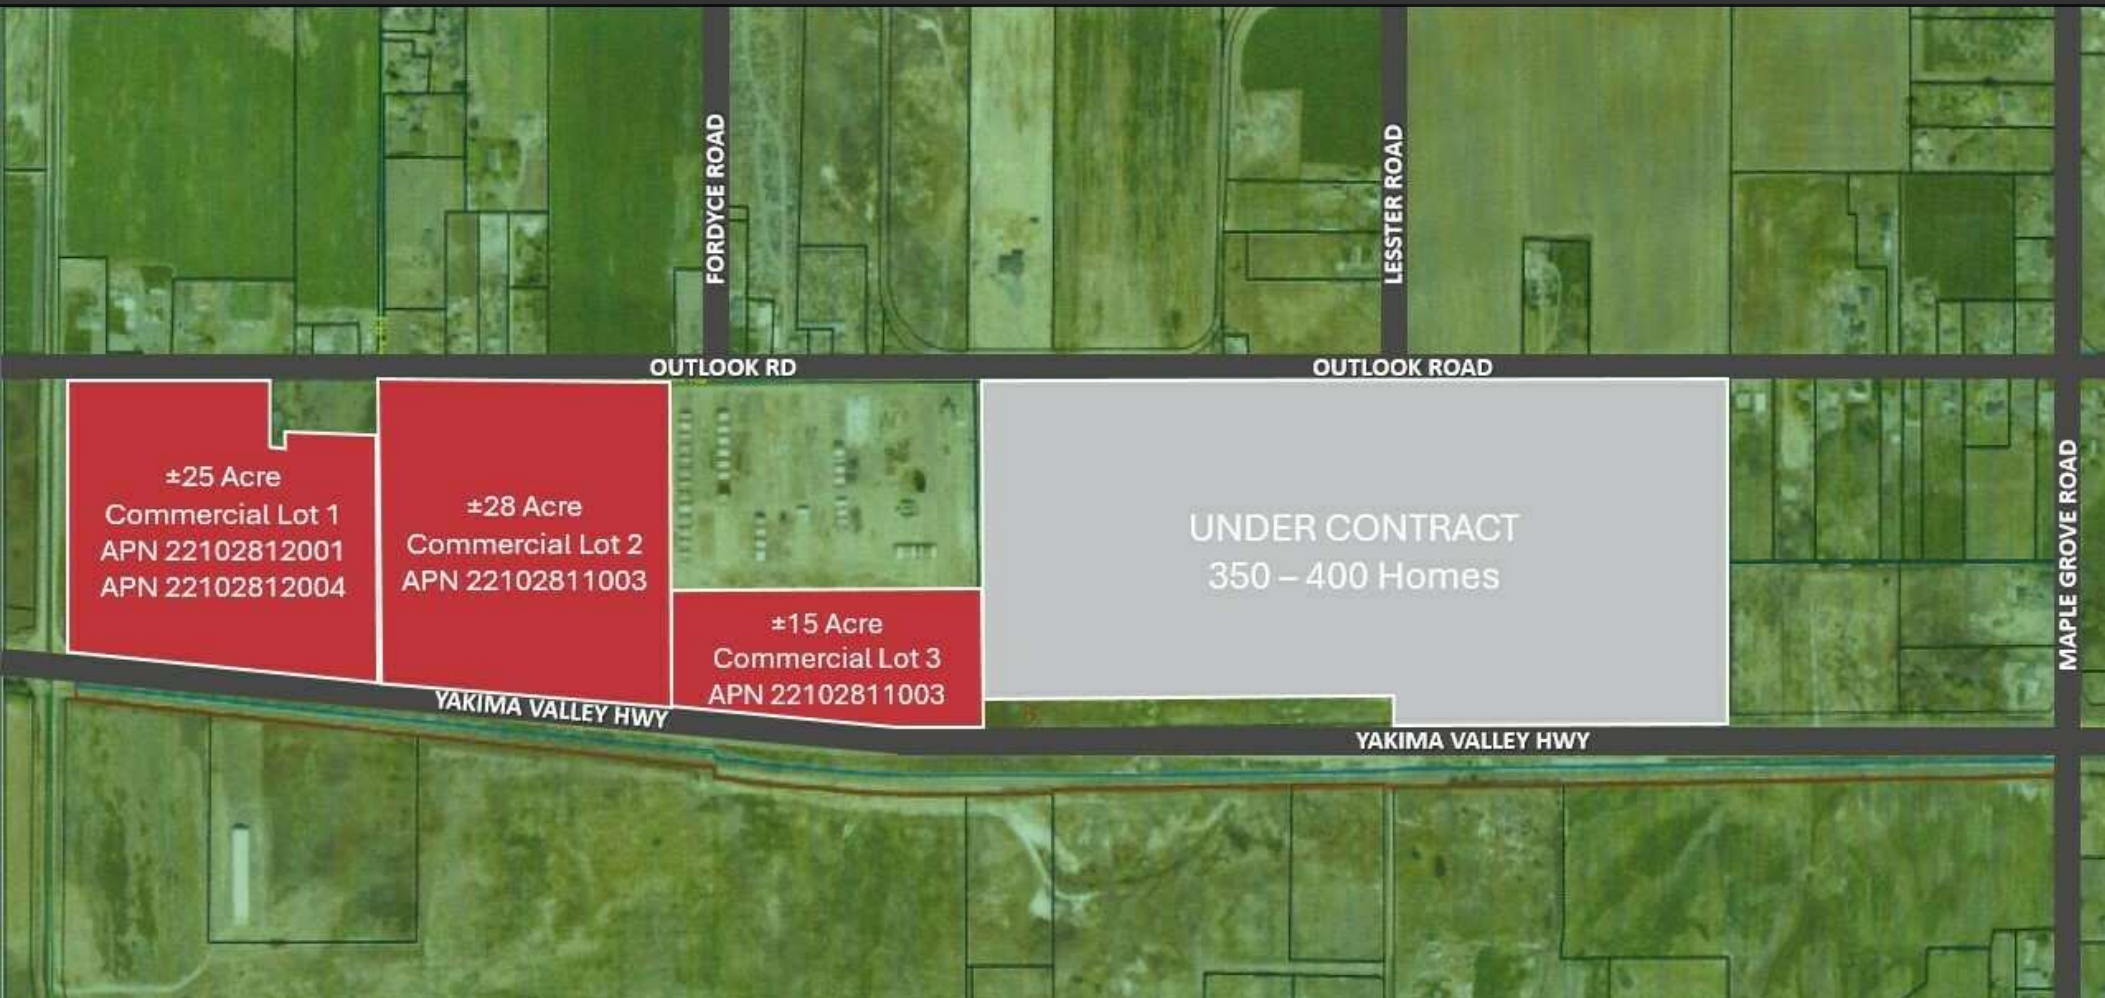 FORDYCE ROAD
LESSTER ROAD
OUTLOOK RD
OUTLOOK ROAD
±25 Acre
Commercial Lot 1
APN 22102812001
APN 22102812004
±28 Acre
Commercial Lot 2
APN 22102811003
±15 Acre
Commercial Lot 3
APN 22102811003
UNDER CONTRACT
350 – 400 Homes
MAPLE GROVE ROAD
YAKIMA VALLEY HWY
YAKIMA VALLEY HWY